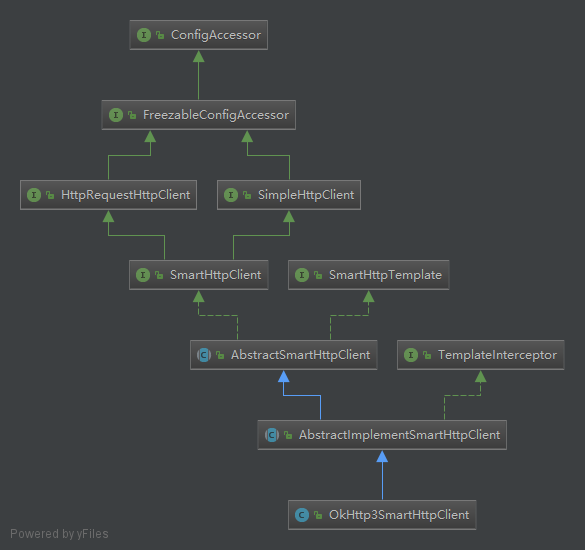 I ConfigAccessor
I FreezableConfigAccessor
I HttpRequestHttpClient
I SimpleHttpClient
I SmartHttpClient
I SmartHttpTemplate
C AbstractSmartHttpClient
I TemplateInterceptor
C AbstractImplementSmartHttpClient
C OkHttp3SmartHttpClient
Powered by yFiles